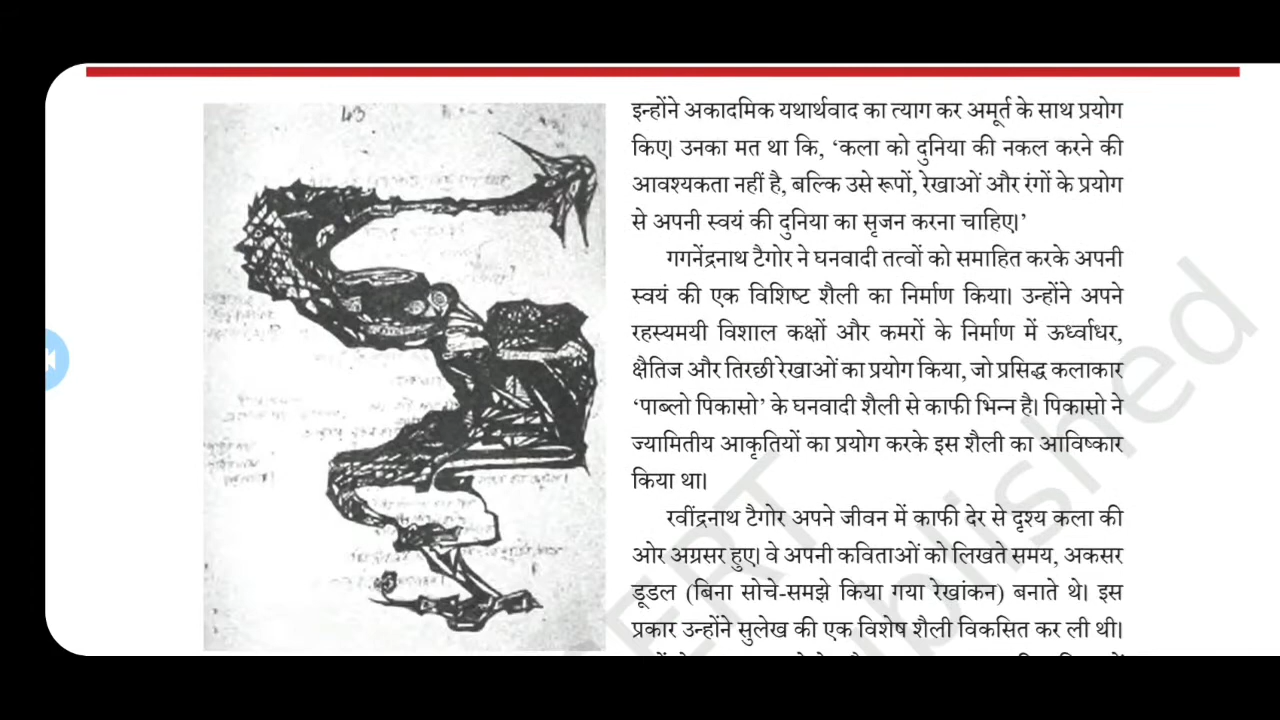 43
इन्होंने अकादमिक यथार्थवाद का त्याग कर अमूर्त के साथ प्रयोग
किए। उनका मत था कि, ‘कला को दुनिया की नकल करने की
आवश्यकता नहीं है, बल्कि उसे रूपों, रेखाओं और रंगों के प्रयोग
से अपनी स्वयं की दुनिया का सृजन करना चाहिए।’
गगनेंद्रनाथ टैगोर ने घनवादी तत्वों को समाहित करके अपनी
स्वयं की एक विशिष्ट शैली का निर्माण किया। उन्होंने अपने
रहस्यमयी विशाल कक्षों और कमरों के निर्माण में ऊर्ध्वाधर,
क्षैतिज और तिरछी रेखाओं का प्रयोग किया, जो प्रसिद्ध कलाकार
‘पाब्लो पिकासो’ के घनवादी शैली से काफी भिन्न है। पिकासो ने
ज्यामितीय आकृतियों का प्रयोग करके इस शैली का आविष्कार
किया था।
रवींद्रनाथ टैगोर अपने जीवन में काफी देर से दृश्य कला की
ओर अग्रसर हुए। वे अपनी कविताओं को लिखते समय, अकसर
डूडल (बिना सोचे-समझे किया गया रेखांकन) बनाते थे। इस
प्रकार उन्होंने सुलेख की एक विशेष शैली विकसित कर ली थी।